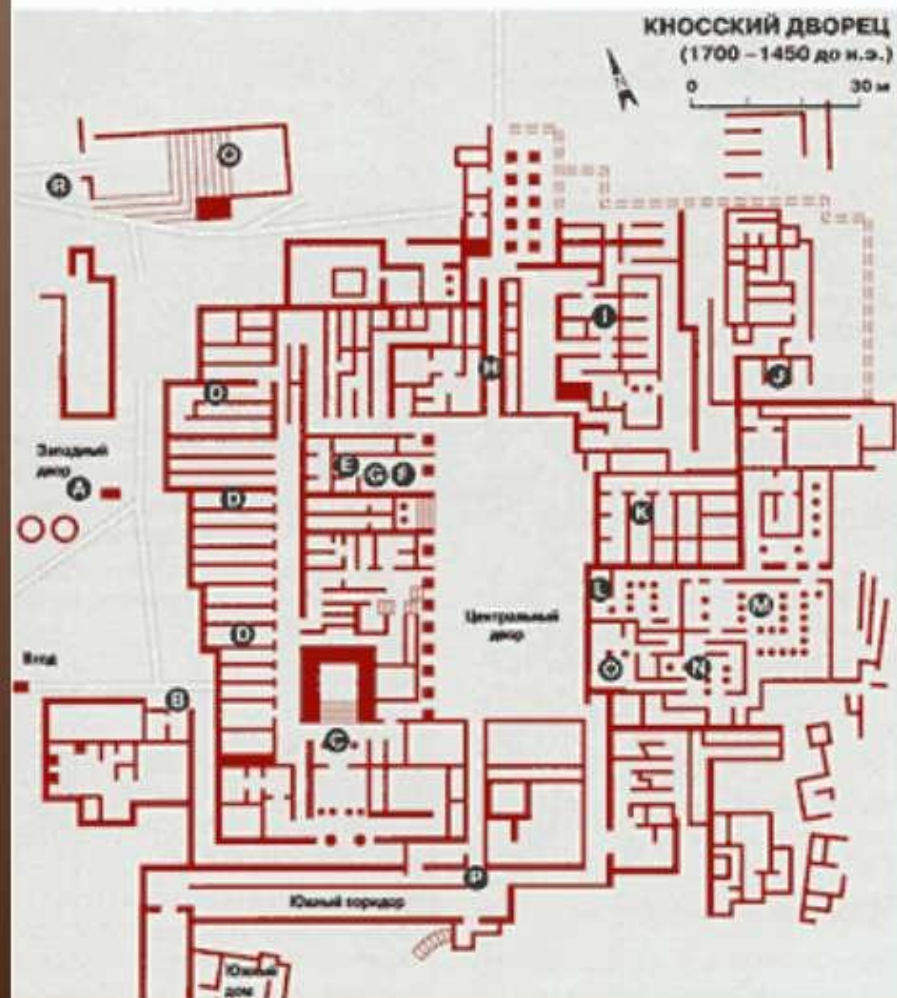 КНОССКИЙ ДВОРЕЦ
(1700 – 1450 до н.э.)
N
0 30 м
Q
R
I
H
J
D
Западный
двор
A
E G F
D
K
L
M
Центральный
двор
D
Вход
O
N
B
C
P
Южный коридор
Южный
дом